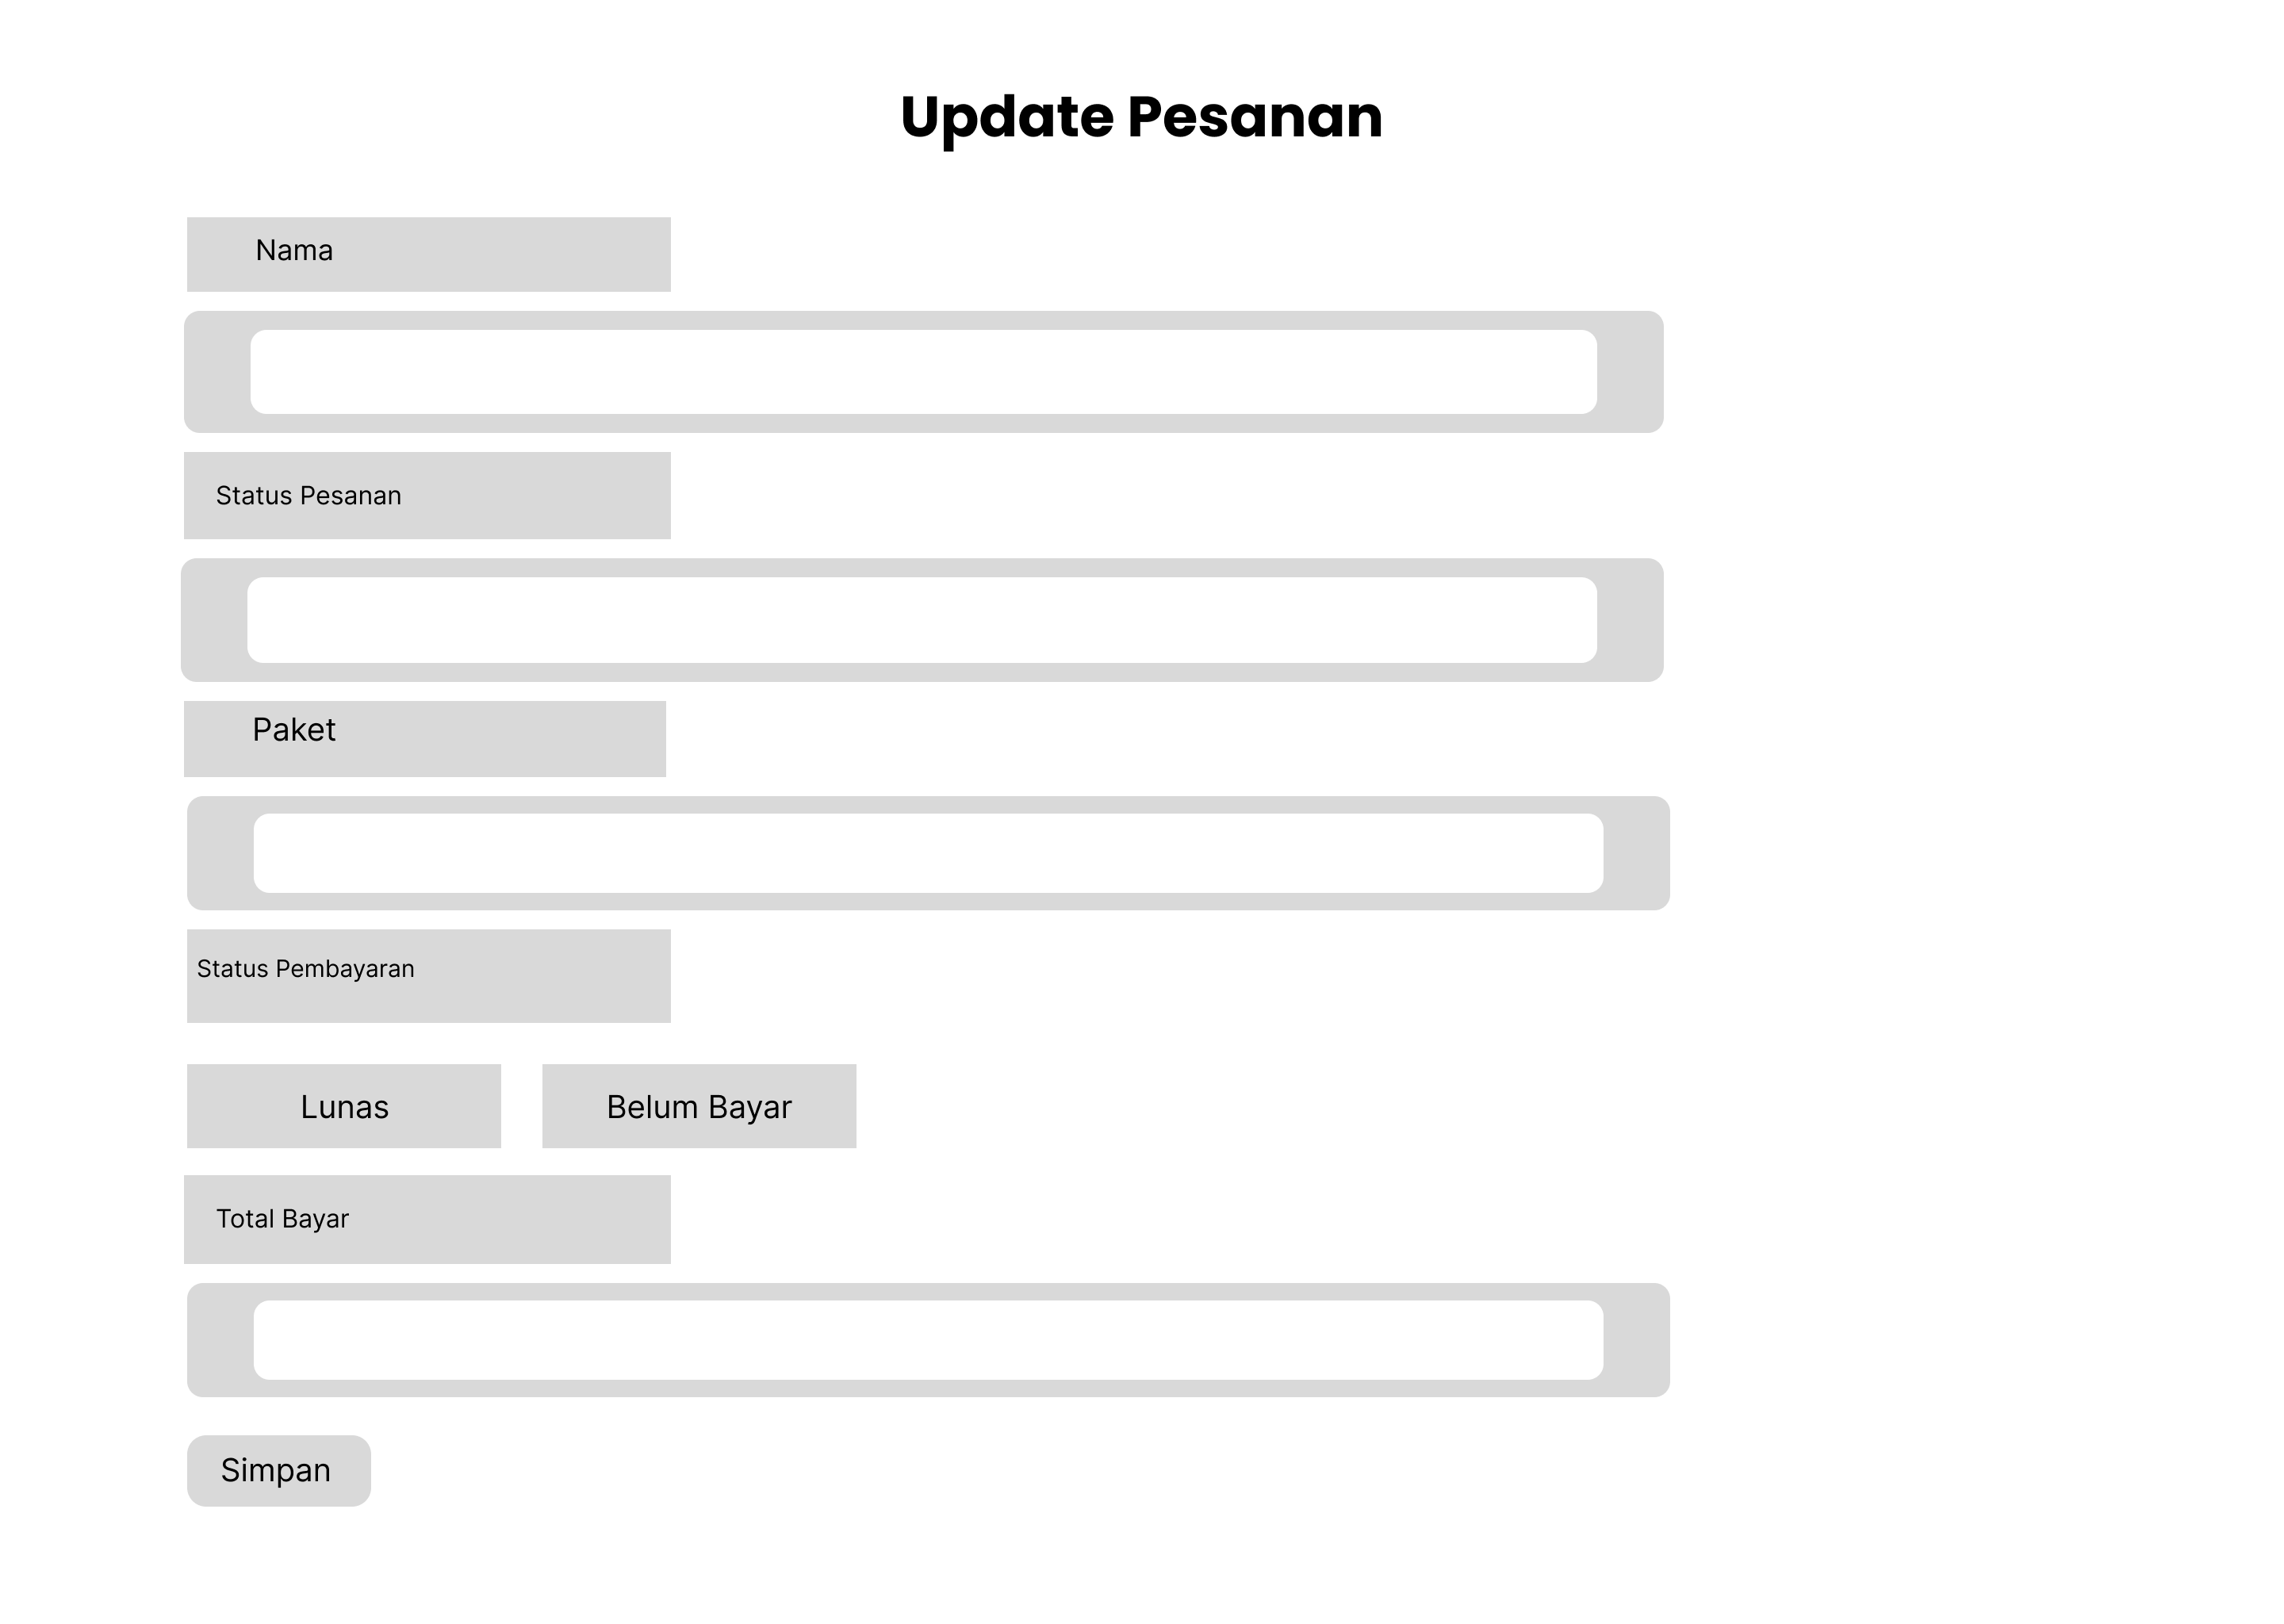 Update Pesanan
Nama
Status Pesanan
Paket
Status Pembayaran
Lunas
Belum Bayar
Total Bayar
Simpan